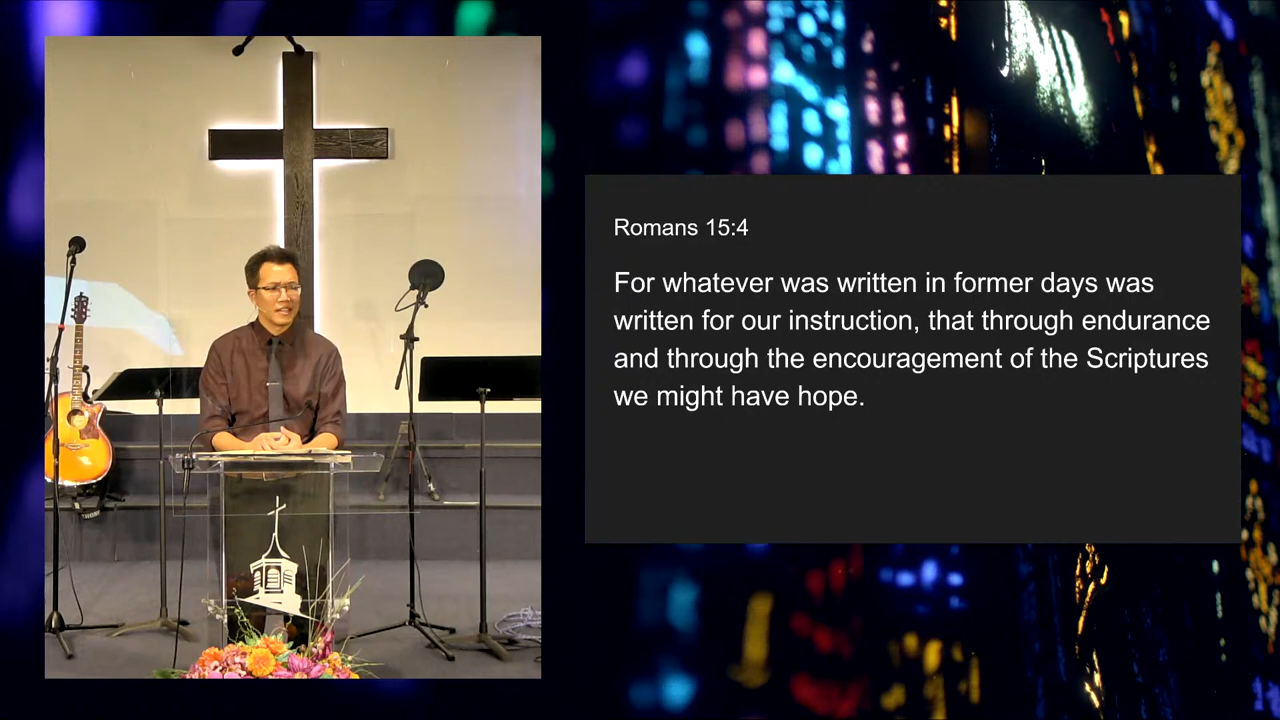 Romans 15:4
For whatever was written in former days was
written for our instruction, that through endurance
and through the encouragement of the Scriptures
we might have hope.